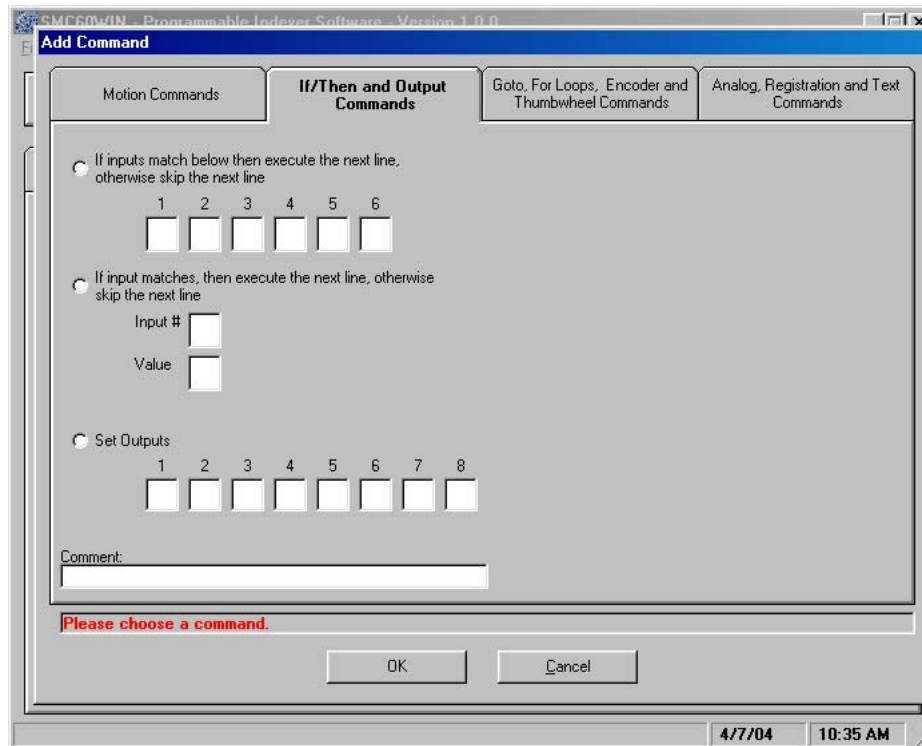 SMC60WIN - Programmable Indexer Software - Version 1.0.0
Add Command
Motion Commands
If/Then and Output
Commands
Goto, For Loops, Encoder and
Thumbwheel Commands
Analog, Registration and Text
Commands
If inputs match below then execute the next line,
otherwise skip the next line
1 2 3 4 5 6
If input matches, then execute the next line, otherwise
skip the next line
Input #
Value
Set Outputs
1 2 3 4 5 6 7 8
Comment:
Please choose a command.
OK
Cancel
4/7/04
10:35 AM